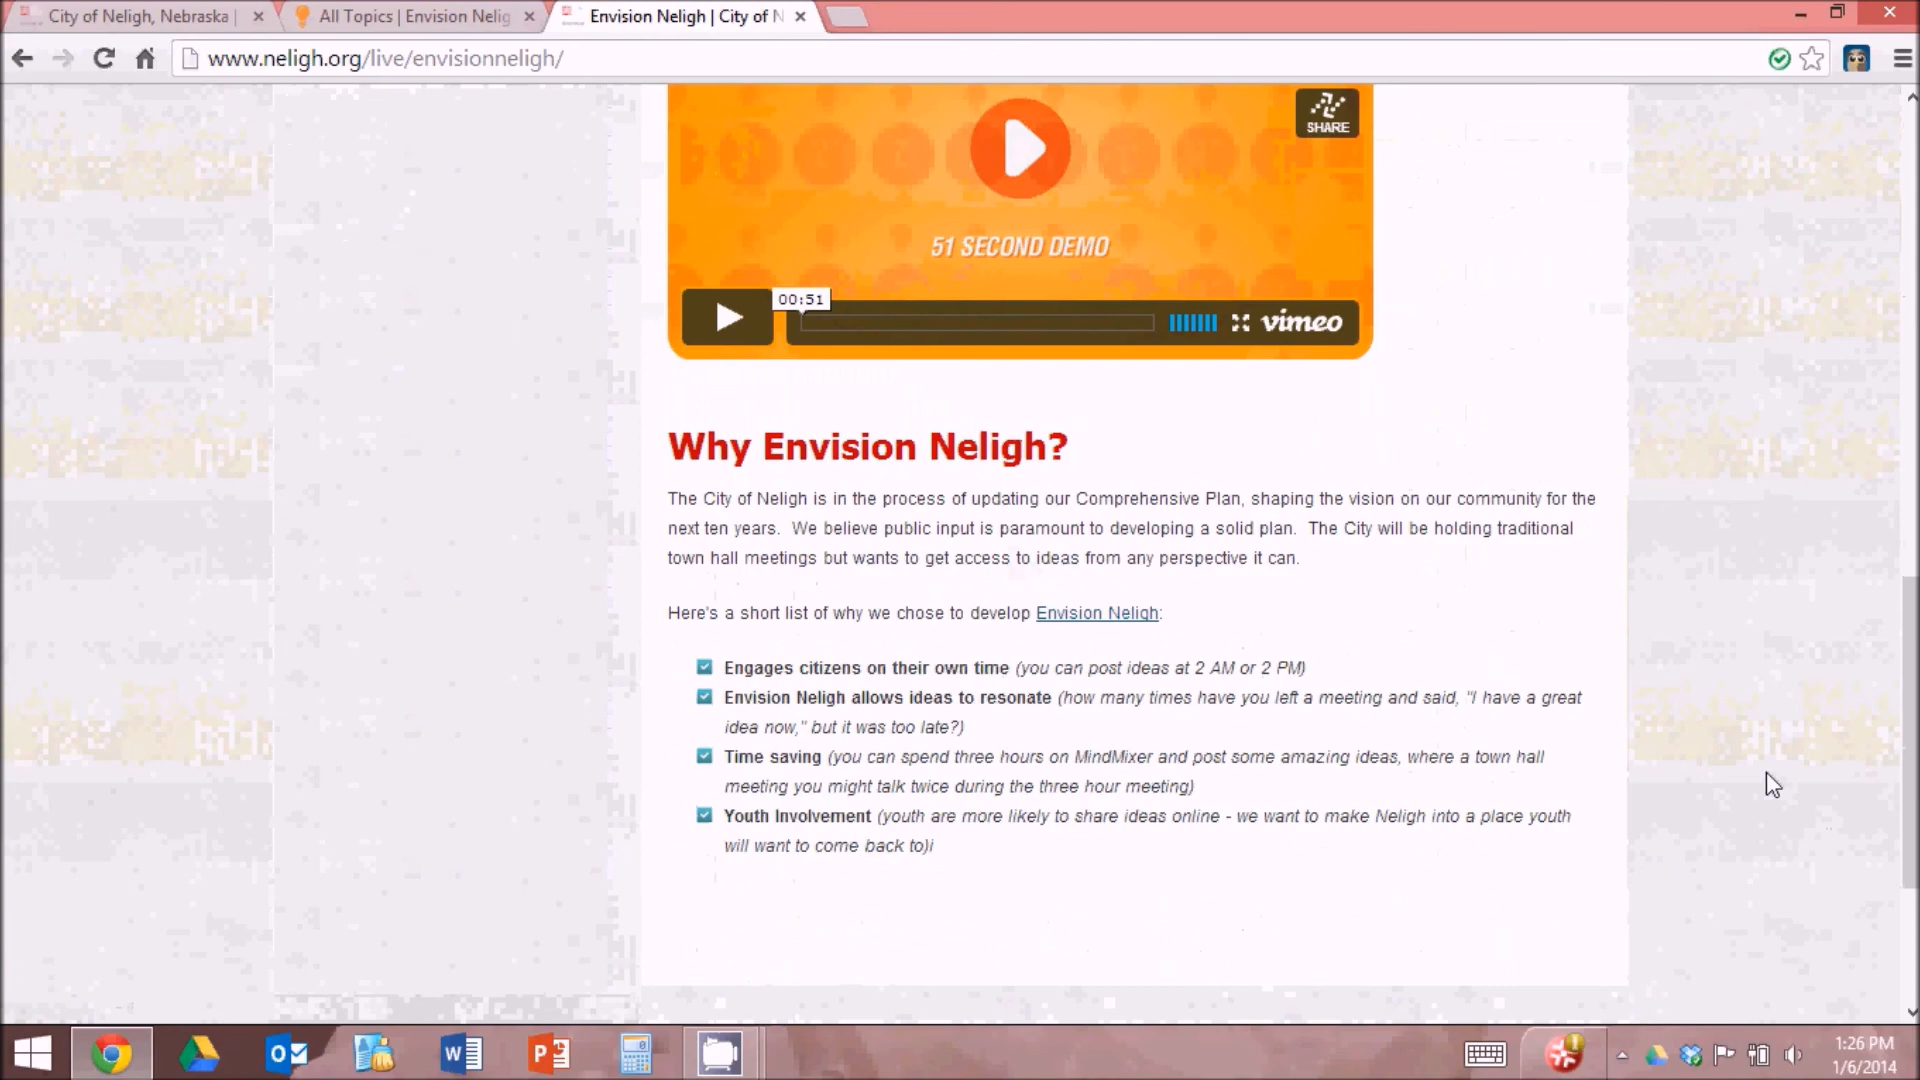 City of Neligh, Nebraska |
All Topics | Envision Nelig
Envision Neligh | City of N
www.neligh.org/live/envisionneligh/
SHARE
51 SECOND DEMO
00:51
vimeo
Why Envision Neligh?
The City of Neligh is in the process of updating our Comprehensive Plan, shaping the vision on our community for the
next ten years.  We believe public input is paramount to developing a solid plan.  The City will be holding traditional
town hall meetings but wants to get access to ideas from any perspective it can.
Here's a short list of why we chose to develop Envision Neligh:
Engages citizens on their own time (you can post ideas at 2 AM or 2 PM)
Envision Neligh allows ideas to resonate (how many times have you left a meeting and said, "I have a great
idea now," but it was too late?)
Time saving (you can spend three hours on MindMixer and post some amazing ideas, where a town hall
meeting you might talk twice during the three hour meeting)
Youth Involvement (youth are more likely to share ideas online - we want to make Neligh into a place youth
will want to come back to)i
1:26 PM
1/6/2014